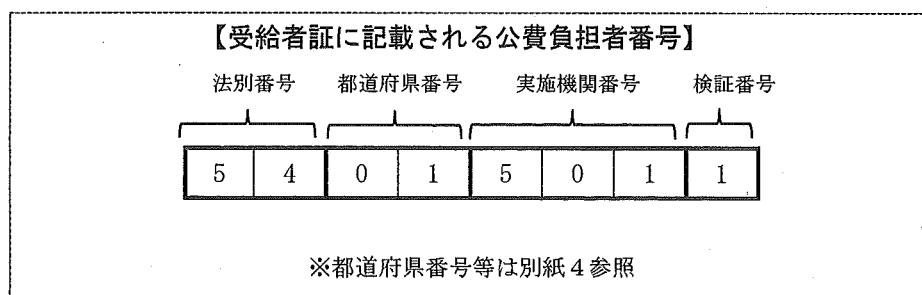 【受給者証に記載される公費負担者番号】
法別番号 都道府県番号 実施機関番号 検証番号
5 4 0 1 5 0 1 1
※都道府県番号等は別紙4参照